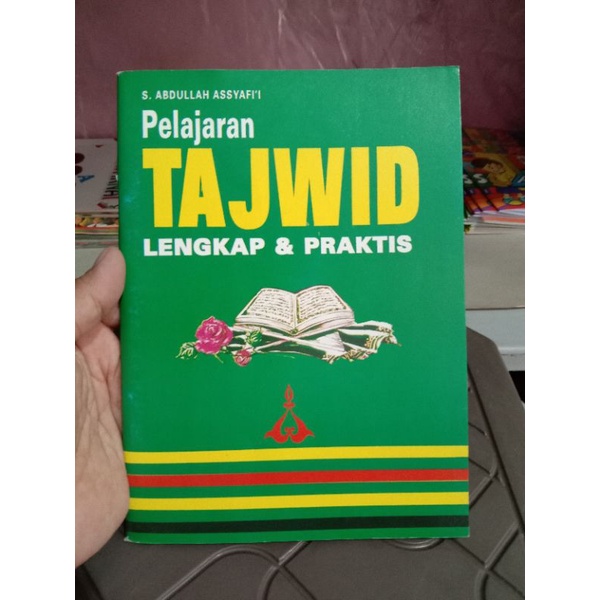 S. ABDULLAH ASSYAFI'I
Pelajaran
TAJWID
LENGKAP & PRAKTIS